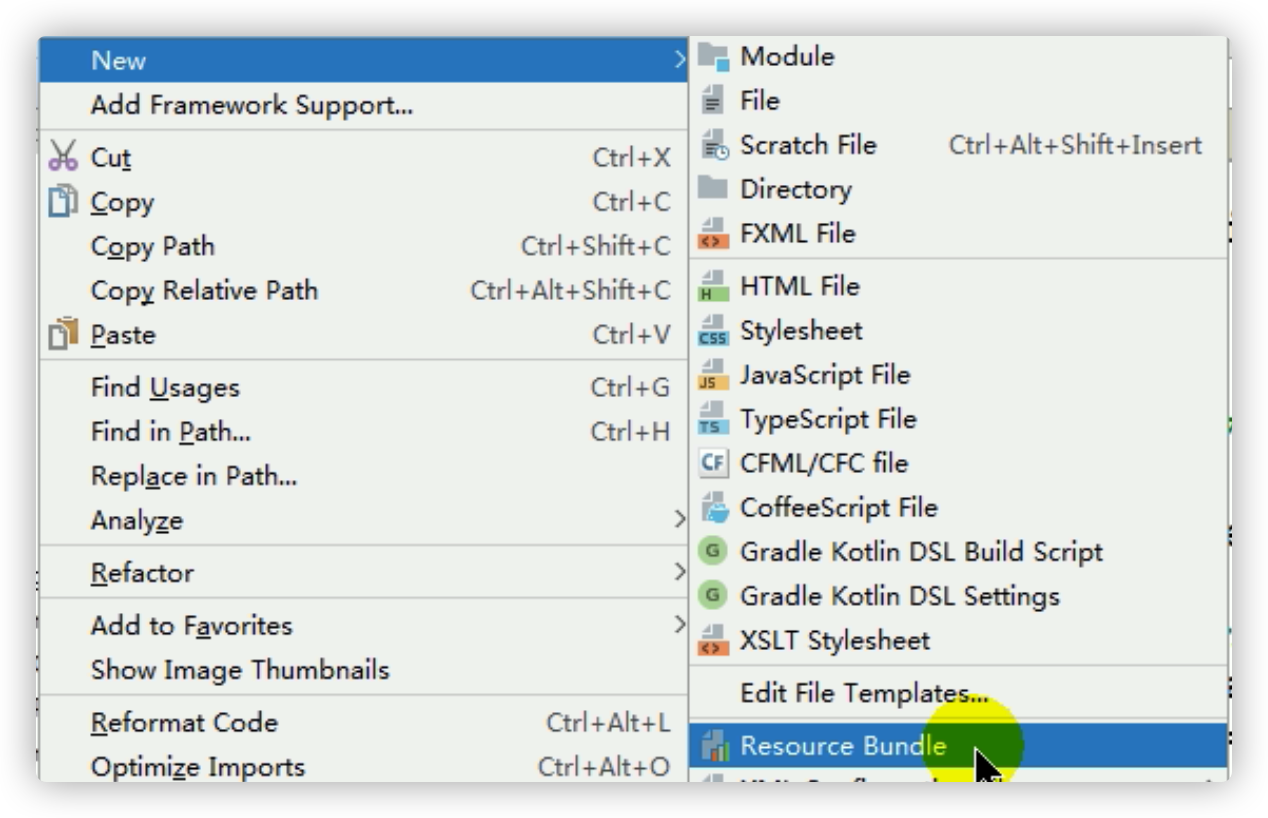 New
Add Framework Support...
Cut Ctrl+X
Copy Ctrl+C
Copy Path Ctrl+Shift+C
Copy Relative Path Ctrl+Alt+Shift+C
Paste Ctrl+V
Find Usages Ctrl+G
Find in Path... Ctrl+H
Replace in Path...
Analyze
Refactor
Add to Favorites
Show Image Thumbnails
Reformat Code Ctrl+Alt+L
Optimize Imports Ctrl+Alt+O
Module
File
Scratch File Ctrl+Alt+Shift+Insert
Directory
FXML File
H HTML File
CSS Stylesheet
JS JavaScript File
TS TypeScript File
CF CFML/CFC file
CoffeeScript File
G Gradle Kotlin DSL Build Script
G Gradle Kotlin DSL Settings
XSLT Stylesheet
Edit File Templates...
Resource Bundle